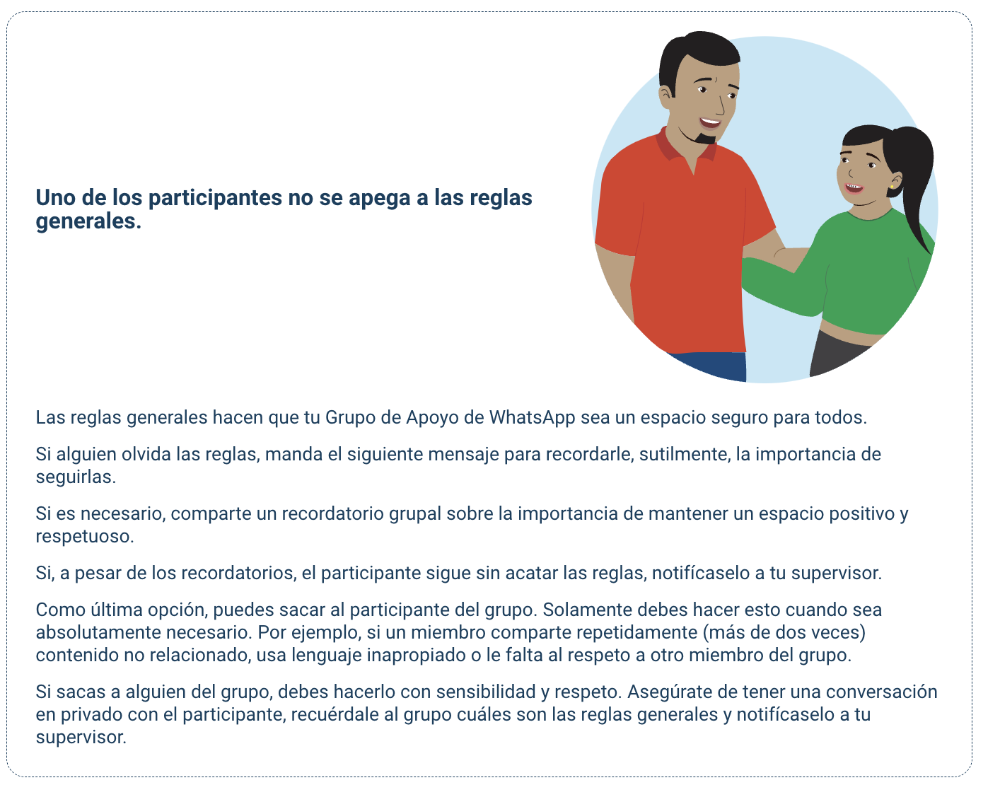 Uno de los participantes no se apega a las reglas
generales.
Las reglas generales hacen que tu Grupo de Apoyo de WhatsApp sea un espacio seguro para todos.
Si alguien olvida las reglas, manda el siguiente mensaje para recordarle, sutilmente, la importancia de
seguirlas.
Si es necesario, comparte un recordatorio grupal sobre la importancia de mantener un espacio positivo y
respetuoso.
Si, a pesar de los recordatorios, el participante sigue sin acatar las reglas, notifícaselo a tu supervisor.
Como última opción, puedes sacar al participante del grupo. Solamente debes hacer esto cuando sea
absolutamente necesario. Por ejemplo, si un miembro comparte repetidamente (más de dos veces)
contenido no relacionado, usa lenguaje inapropiado o le falta al respeto a otro miembro del grupo.
Si sacas a alguien del grupo, debes hacerlo con sensibilidad y respeto. Asegúrate de tener una conversación
en privado con el participante, recuérdale al grupo cuáles son las reglas generales y notifícaselo a tu
supervisor.